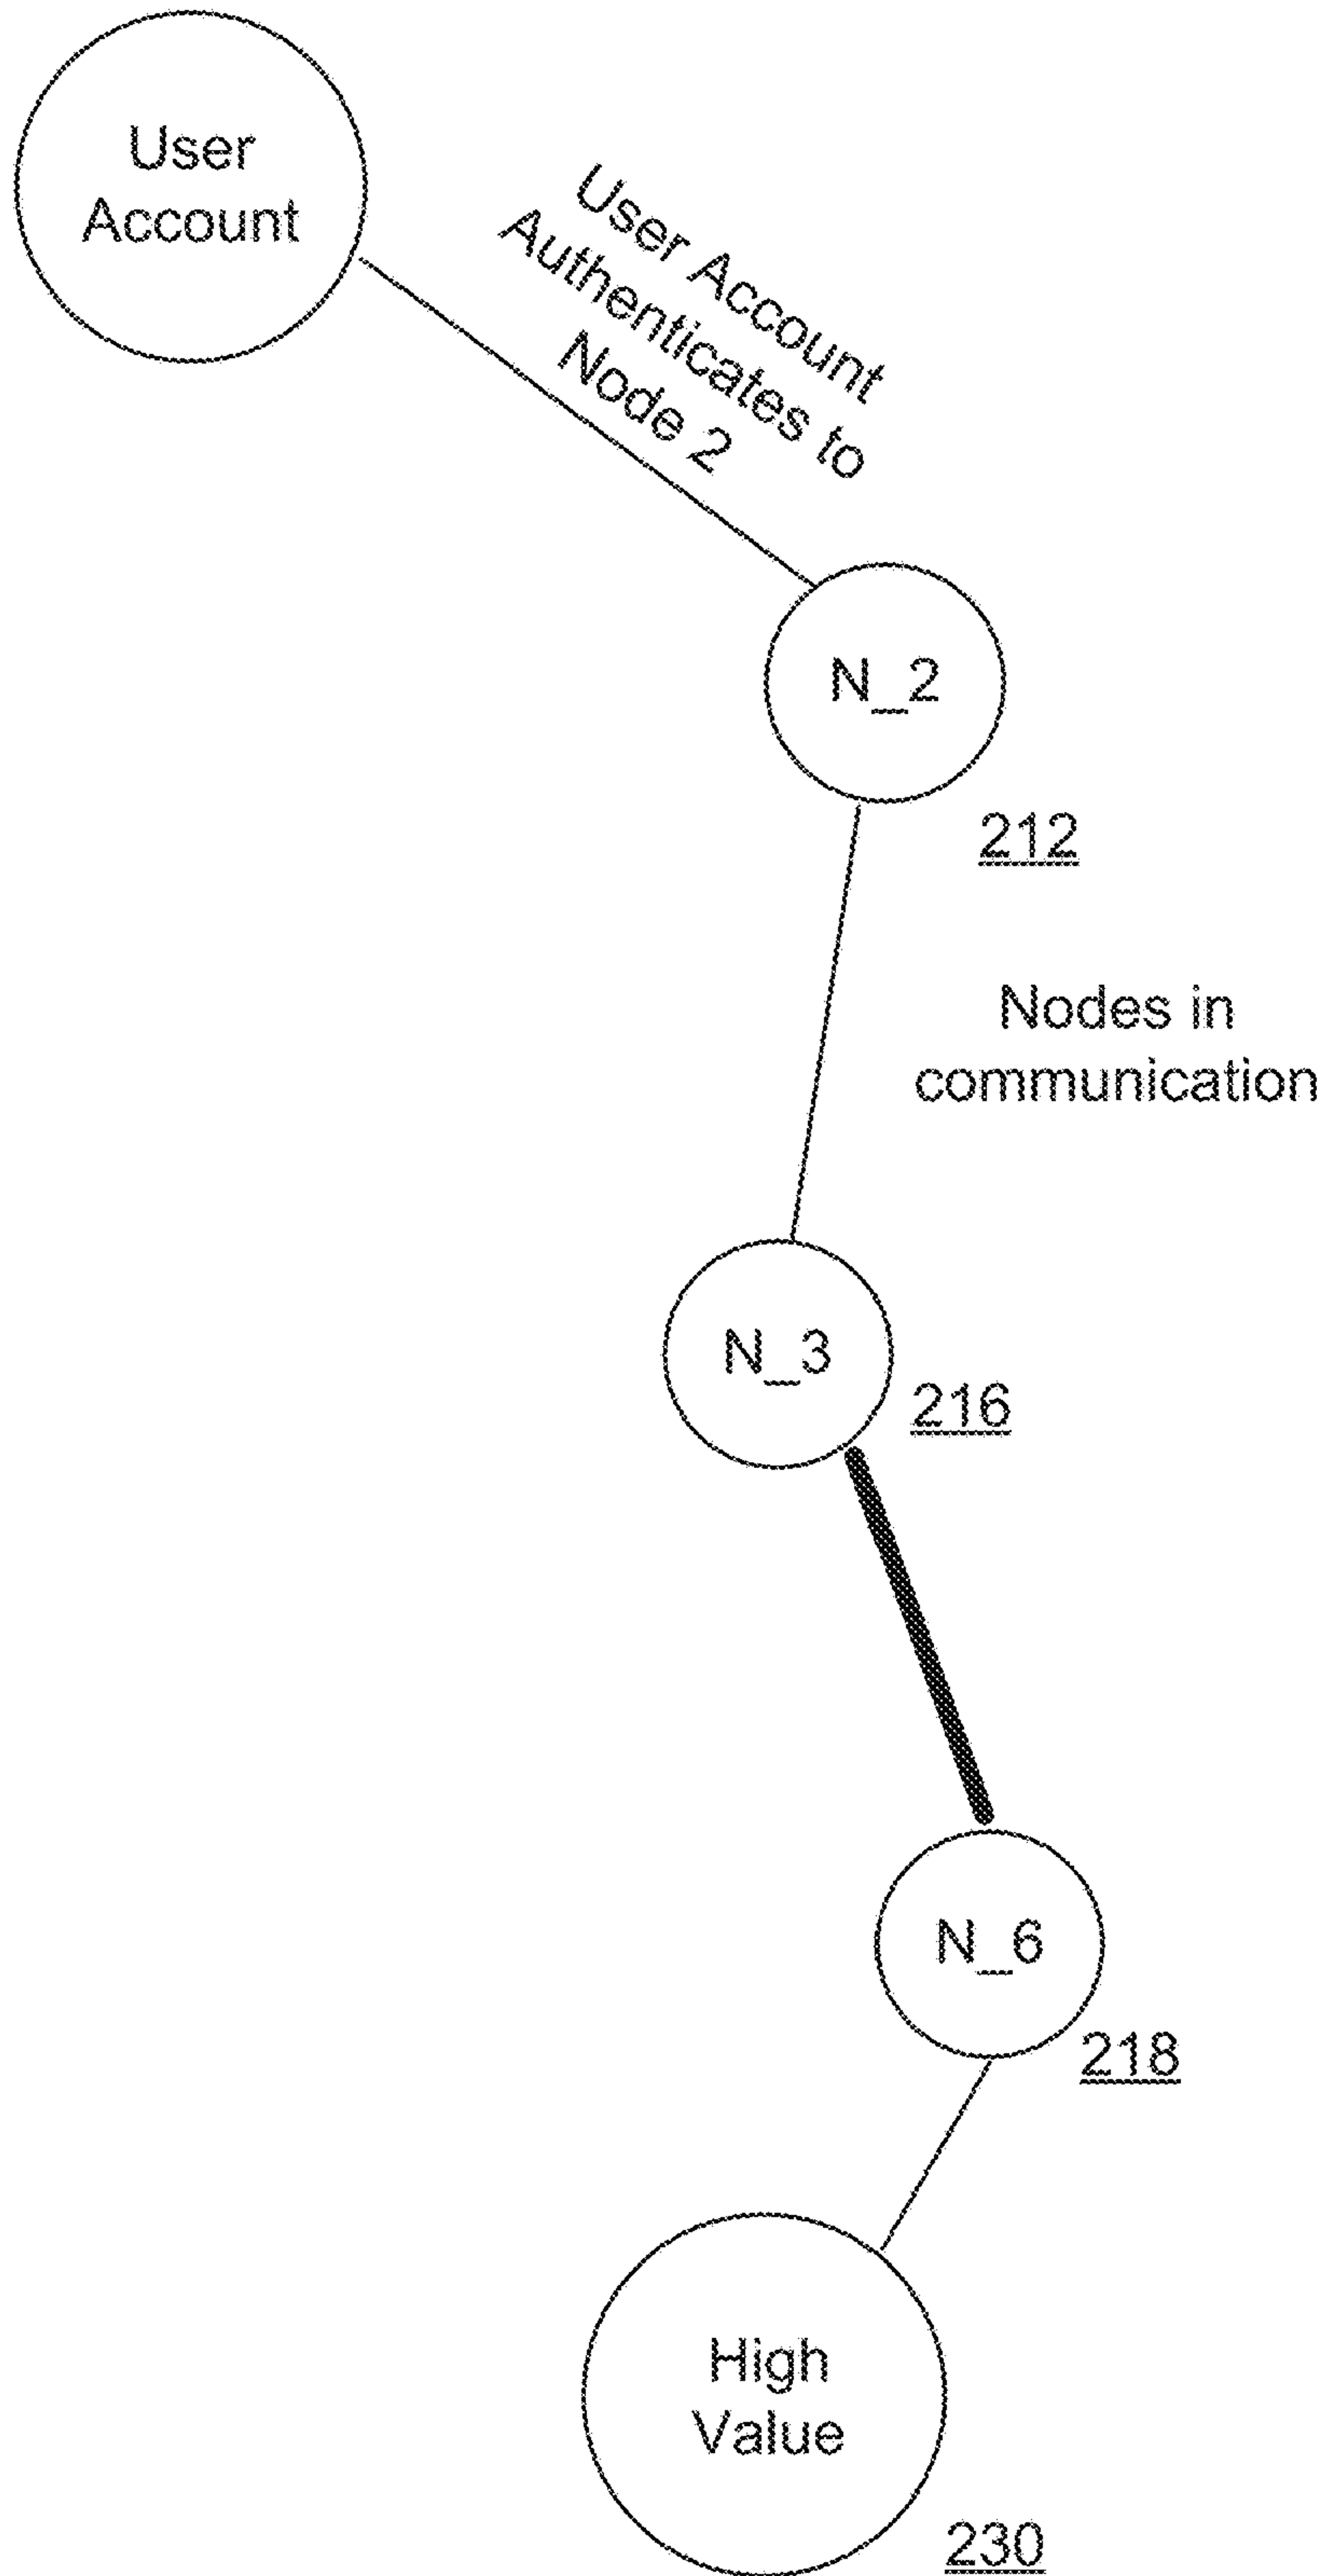 User
Account
User Account
Authenticates to
Node 2
N_2
212
Nodes in
communication
N_3
216
N_6
218
High
Value
230